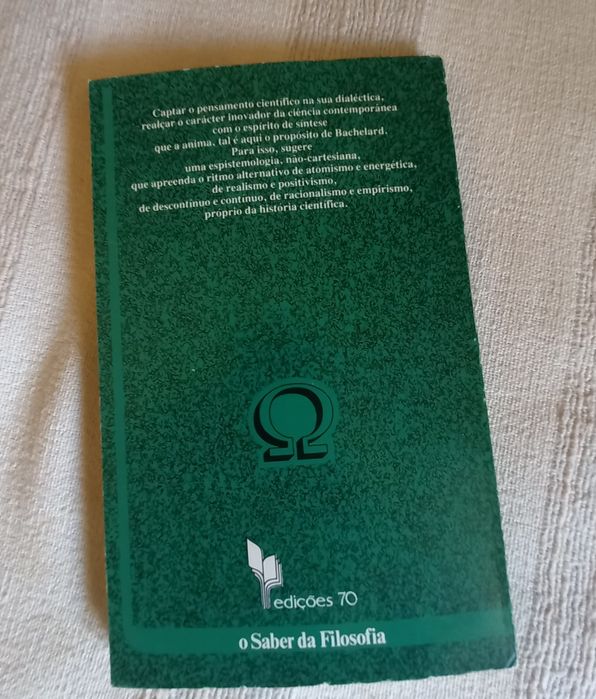 Captar o pensamento científico na sua dialéctica,
realçar o carácter inovador da ciência contemporânea
com o espírito de síntese
que a anima, tal é aqui o propósito de Bachelard.
Para isso, sugere
uma espistemologia, não-cartesiana,
que apreenda o ritmo alternativo de atomismo e energética,
de realismo e positivismo,
de descontínuo e contínuo, de racionalismo e empirismo,
próprio da história científica.
Ω
edições 70
o Saber da Filosofia